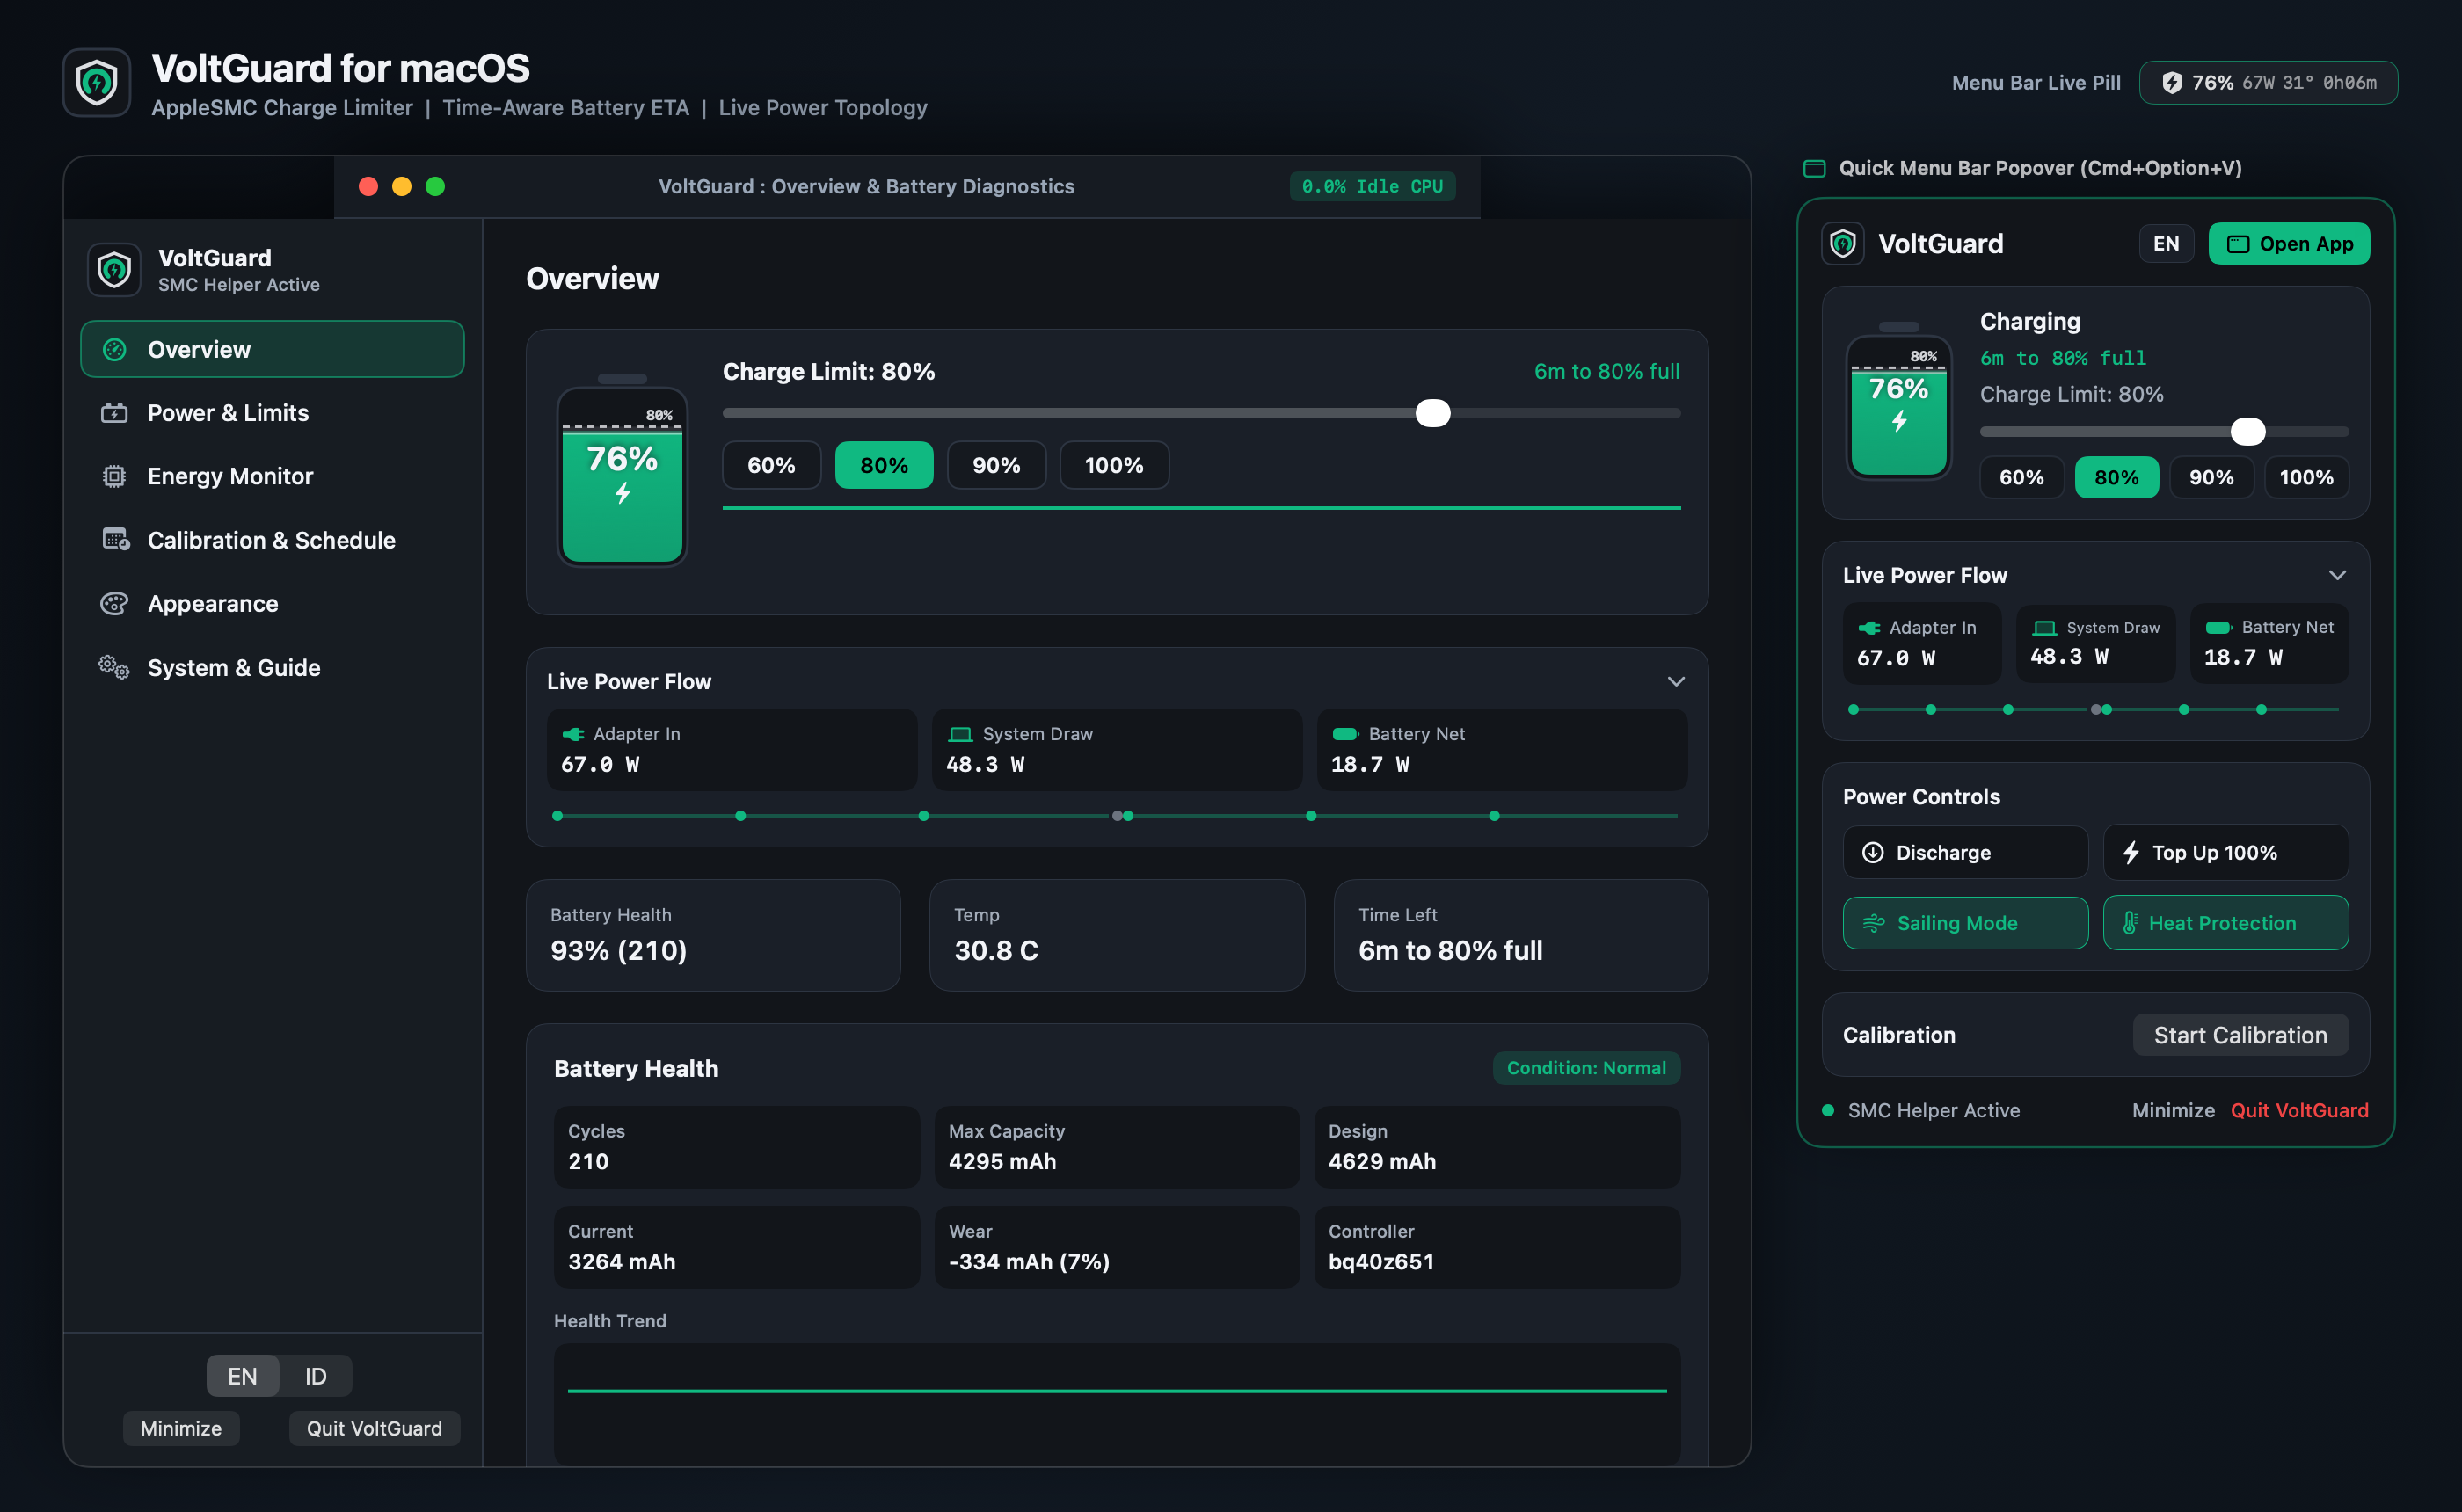 VoltGuard for macOS
AppleSMC Charge Limiter | Time-Aware Battery ETA | Live Power Topology
Menu Bar Live Pill
76% 67W 31° 0h06m
VoltGuard : Overview & Battery Diagnostics
0.0% Idle CPU
VoltGuard
SMC Helper Active
Overview
Power & Limits
Energy Monitor
Calibration & Schedule
Appearance
System & Guide
EN ID
Minimize Quit VoltGuard
Overview
80%
76%
Charge Limit: 80%
6m to 80% full
60% 80% 90% 100%
Live Power Flow
Adapter In
67.0 W
System Draw
48.3 W
Battery Net
18.7 W
Battery Health
93% (210)
Temp
30.8 C
Time Left
6m to 80% full
Battery Health
Condition: Normal
Cycles
210
Max Capacity
4295 mAh
Design
4629 mAh
Current
3264 mAh
Wear
-334 mAh (7%)
Controller
bq40z651
Health Trend
Quick Menu Bar Popover (Cmd+Option+V)
VoltGuard
EN
Open App
80%
76%
Charging
6m to 80% full
Charge Limit: 80%
60% 80% 90% 100%
Live Power Flow
Adapter In
67.0 W
System Draw
48.3 W
Battery Net
18.7 W
Power Controls
Discharge
Top Up 100%
Sailing Mode
Heat Protection
Calibration
Start Calibration
SMC Helper Active
Minimize Quit VoltGuard